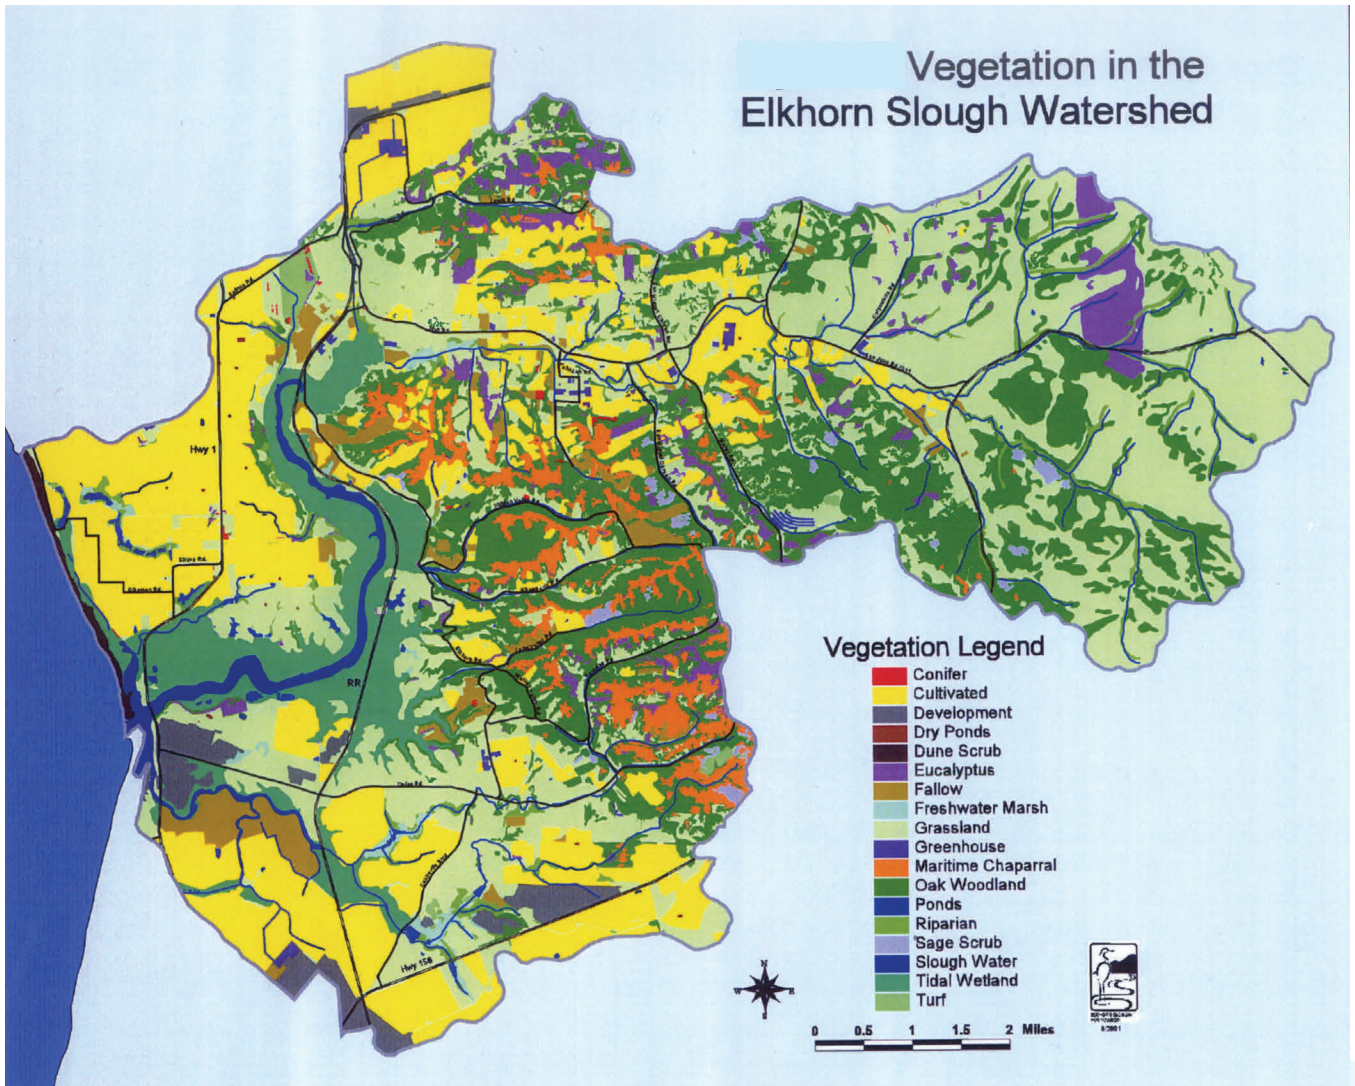 Vegetation in the
Elkhorn Slough Watershed
Hwy 1
RR
Hwy 156
Vegetation Legend
Conifer
Cultivated
Development
Dry Ponds
Dune Scrub
Eucalyptus
Fallow
Freshwater Marsh
Grassland
Greenhouse
Maritime Chaparral
Oak Woodland
Ponds
Riparian
Sage Scrub
Slough Water
Tidal Wetland
Turf
N
W
E
S
0 0.5 1 1.5 2 Miles